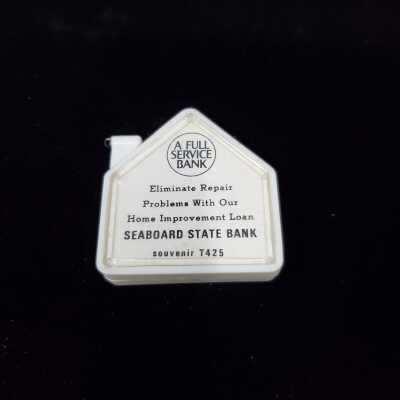 A FULL
SERVICE
BANK
Eliminate Repair
Problems With Our
Home Improvement Loan
SEABOARD STATE BANK
souvenir T425